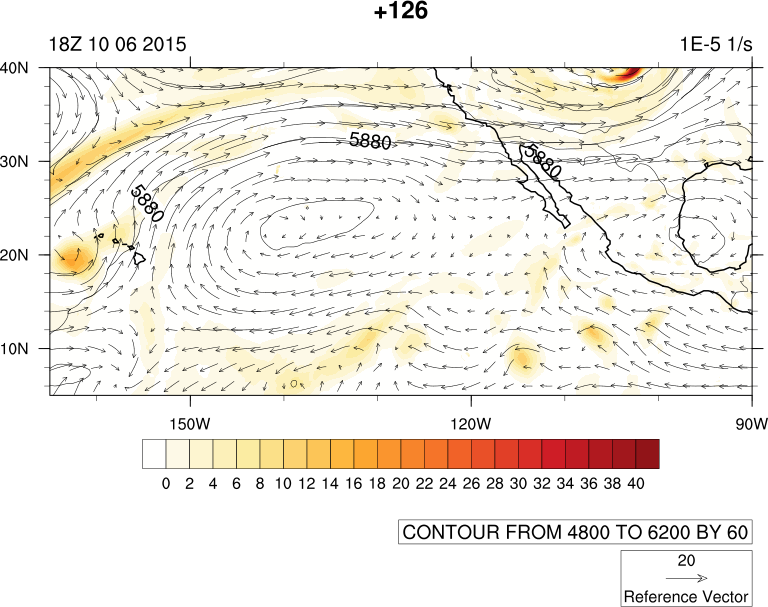 +126
18Z 10 06 2015 1E-5 1/s
40N
30N
20N
10N
5880
5880
5880
150W 120W 90W
0 2 4 6 8 10 12 14 16 18 20 22 24 26 28 30 32 34 36 38 40
CONTOUR FROM 4800 TO 6200 BY 60
20
Reference Vector